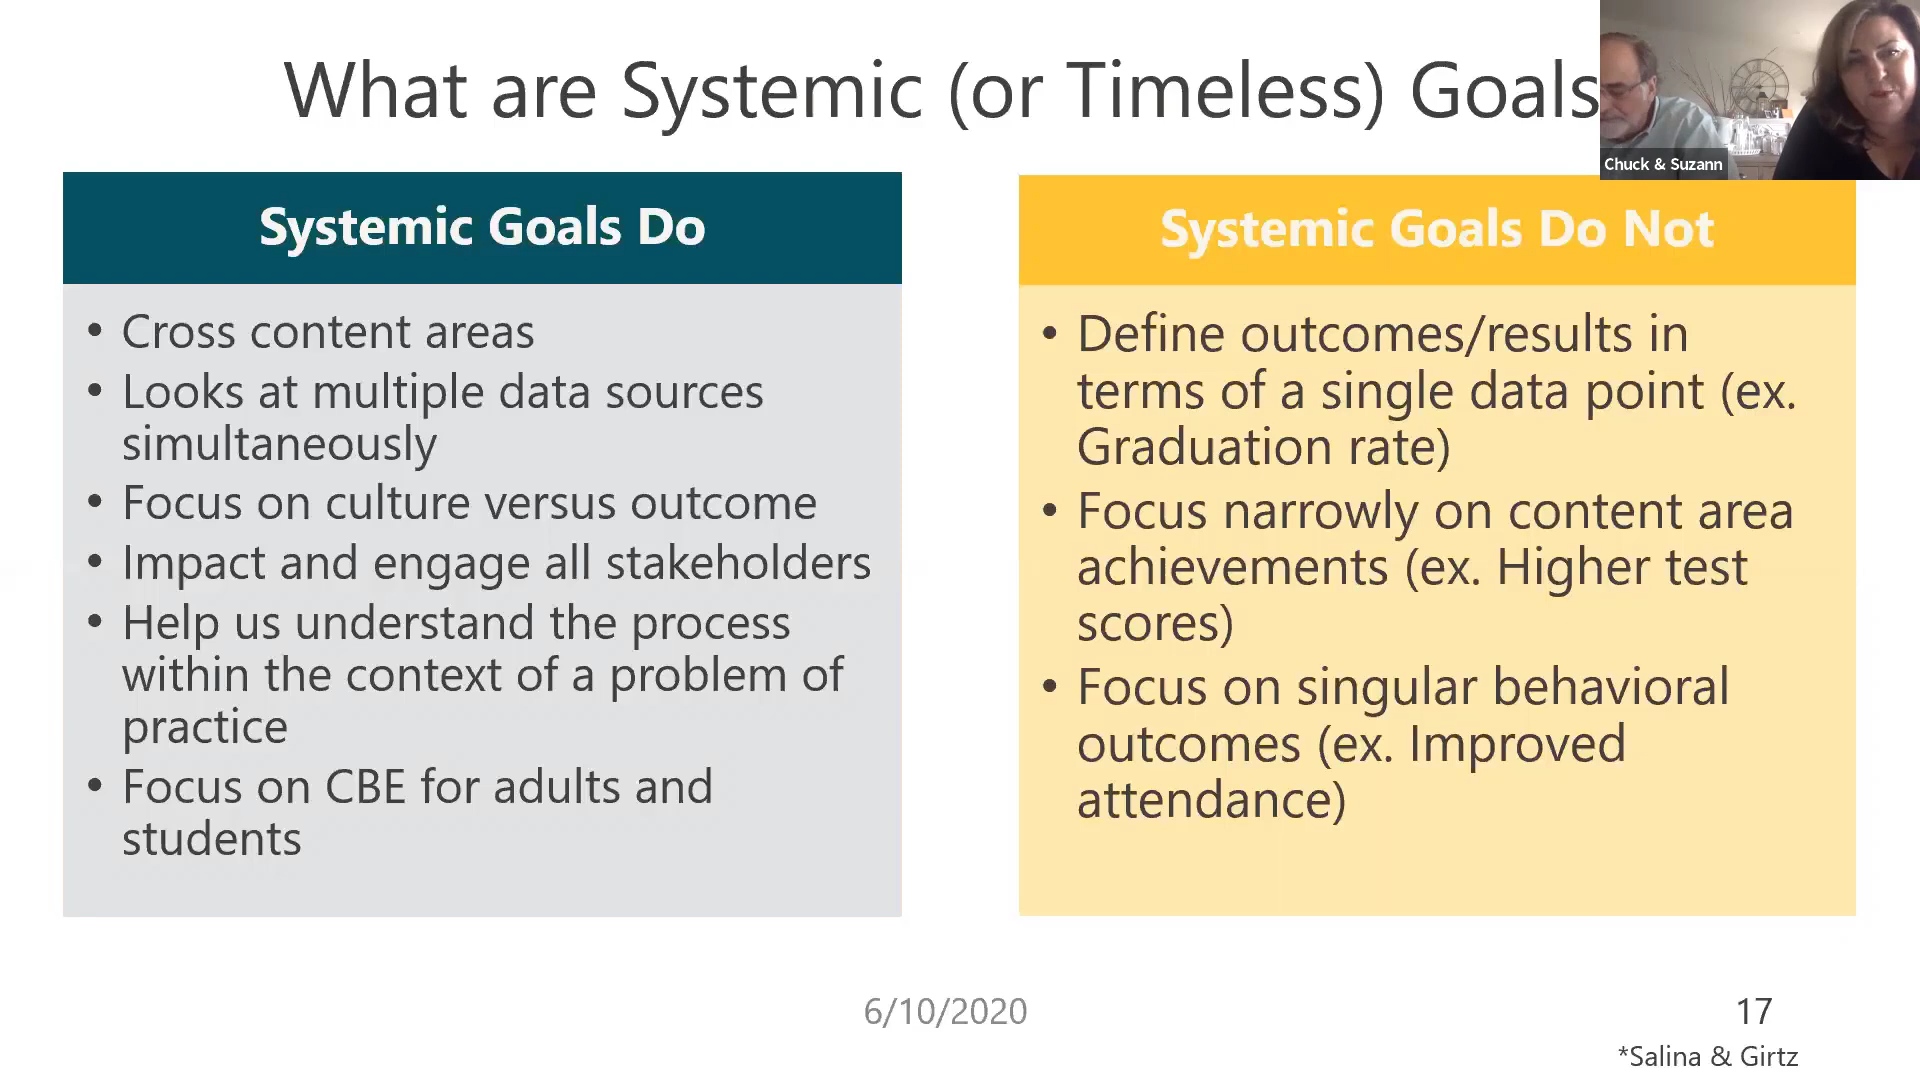 What are Systemic (or Timeless) Goals
Chuck & Suzann
Systemic Goals Do
• Cross content areas
• Looks at multiple data sources
simultaneously
• Focus on culture versus outcome
• Impact and engage all stakeholders
• Help us understand the process
within the context of a problem of
practice
• Focus on CBE for adults and
students
Systemic Goals Do Not
• Define outcomes/results in
terms of a single data point (ex.
Graduation rate)
• Focus narrowly on content area
achievements (ex. Higher test
scores)
• Focus on singular behavioral
outcomes (ex. Improved
attendance)
6/10/2020
17
*Salina & Girtz